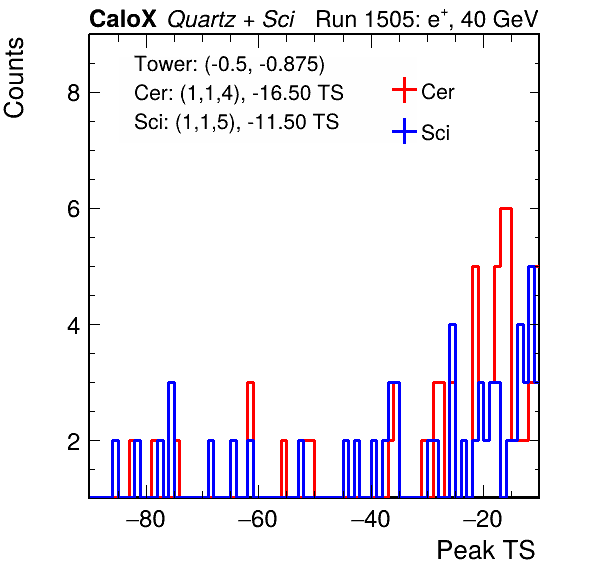 CaloX Quartz + Sci Run 1505: e⁺, 40 GeV
Counts
Tower: (-0.5, -0.875)
Cer: (1,1,4), -16.50 TS
Sci: (1,1,5), -11.50 TS
Cer
Sci
8
6
4
2
−80 −60 −40 −20
Peak TS